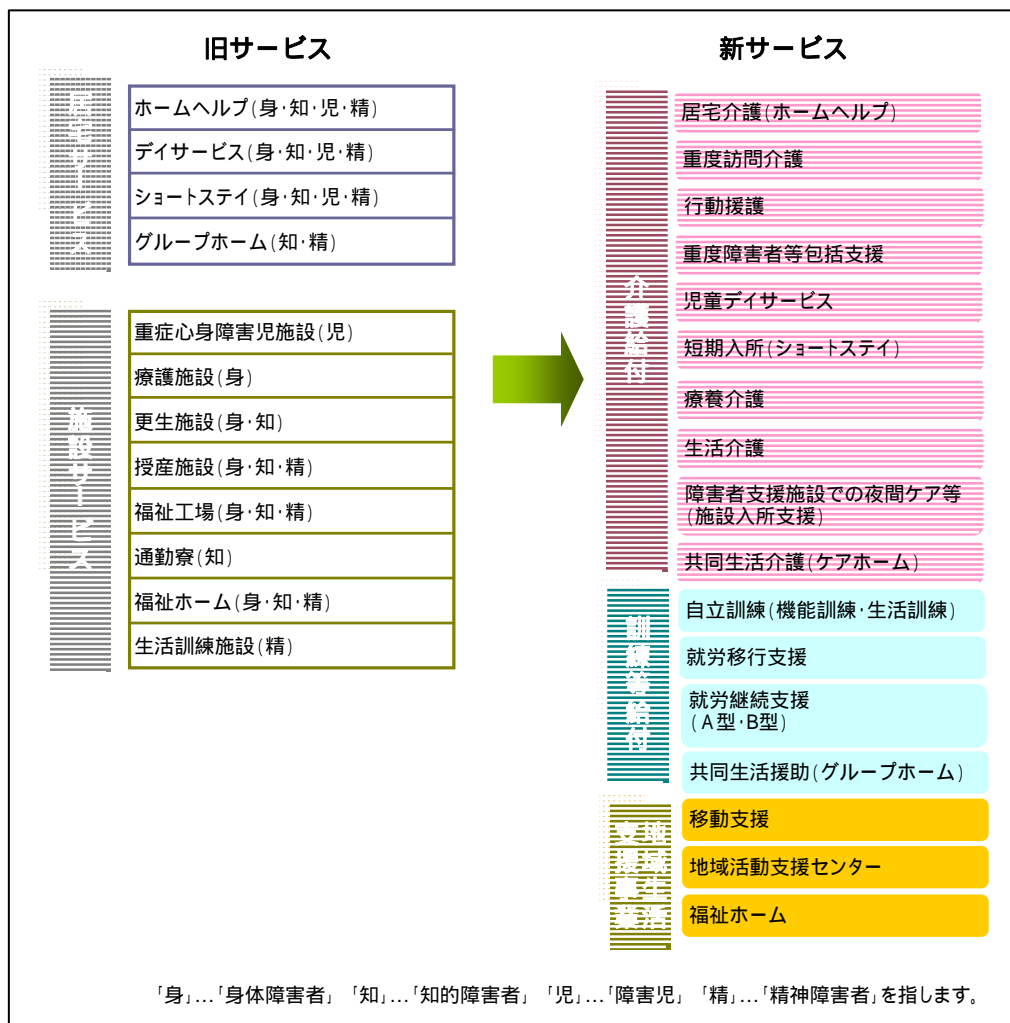 旧サービス
居宅サービス
ホームヘルプ(身・知・児・精)
デイサービス(身・知・児・精)
ショートステイ(身・知・児・精)
グループホーム(知・精)
施設サービス
重症心身障害児施設(児)
療護施設(身)
更生施設(身・知)
授産施設(身・知・精)
福祉工場(身・知・精)
通勤寮(知)
福祉ホーム(身・知・精)
生活訓練施設(精)
新サービス
介護給付
居宅介護(ホームヘルプ)
重度訪問介護
行動援護
重度障害者等包括支援
児童デイサービス
短期入所(ショートステイ)
療養介護
生活介護
障害者支援施設での夜間ケア等
(施設入所支援)
共同生活介護(ケアホーム)
訓練等給付
自立訓練(機能訓練・生活訓練)
就労移行支援
就労継続支援
(A型・B型)
共同生活援助(グループホーム)
地域生活
支援事業
移動支援
地域活動支援センター
福祉ホーム
「身」…「身体障害者」 「知」…「知的障害者」 「児」…「障害児」 「精」…「精神障害者」を指します。